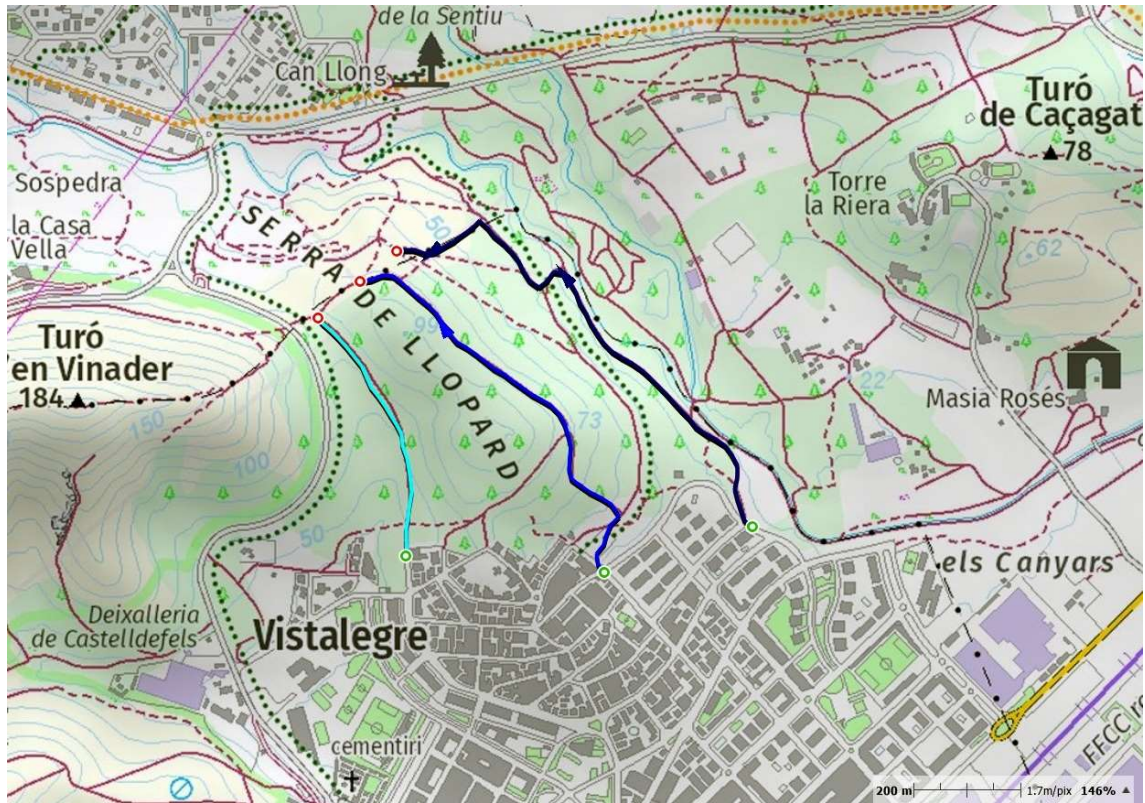 de la Sentiu
Can Llong
Turó
de Caçagat
78
Sospedra
la Casa
Vella
Torre
la Riera
SERRA DE LLOPARD
50
62
99
Turó
en Vinader
184
22
Masia Rosés
73
150
100
50
els Canyars
Deixalleria
de Castelldefels
Vistalegre
FFCC
cementiri
200 m
1.7m/pix 146%